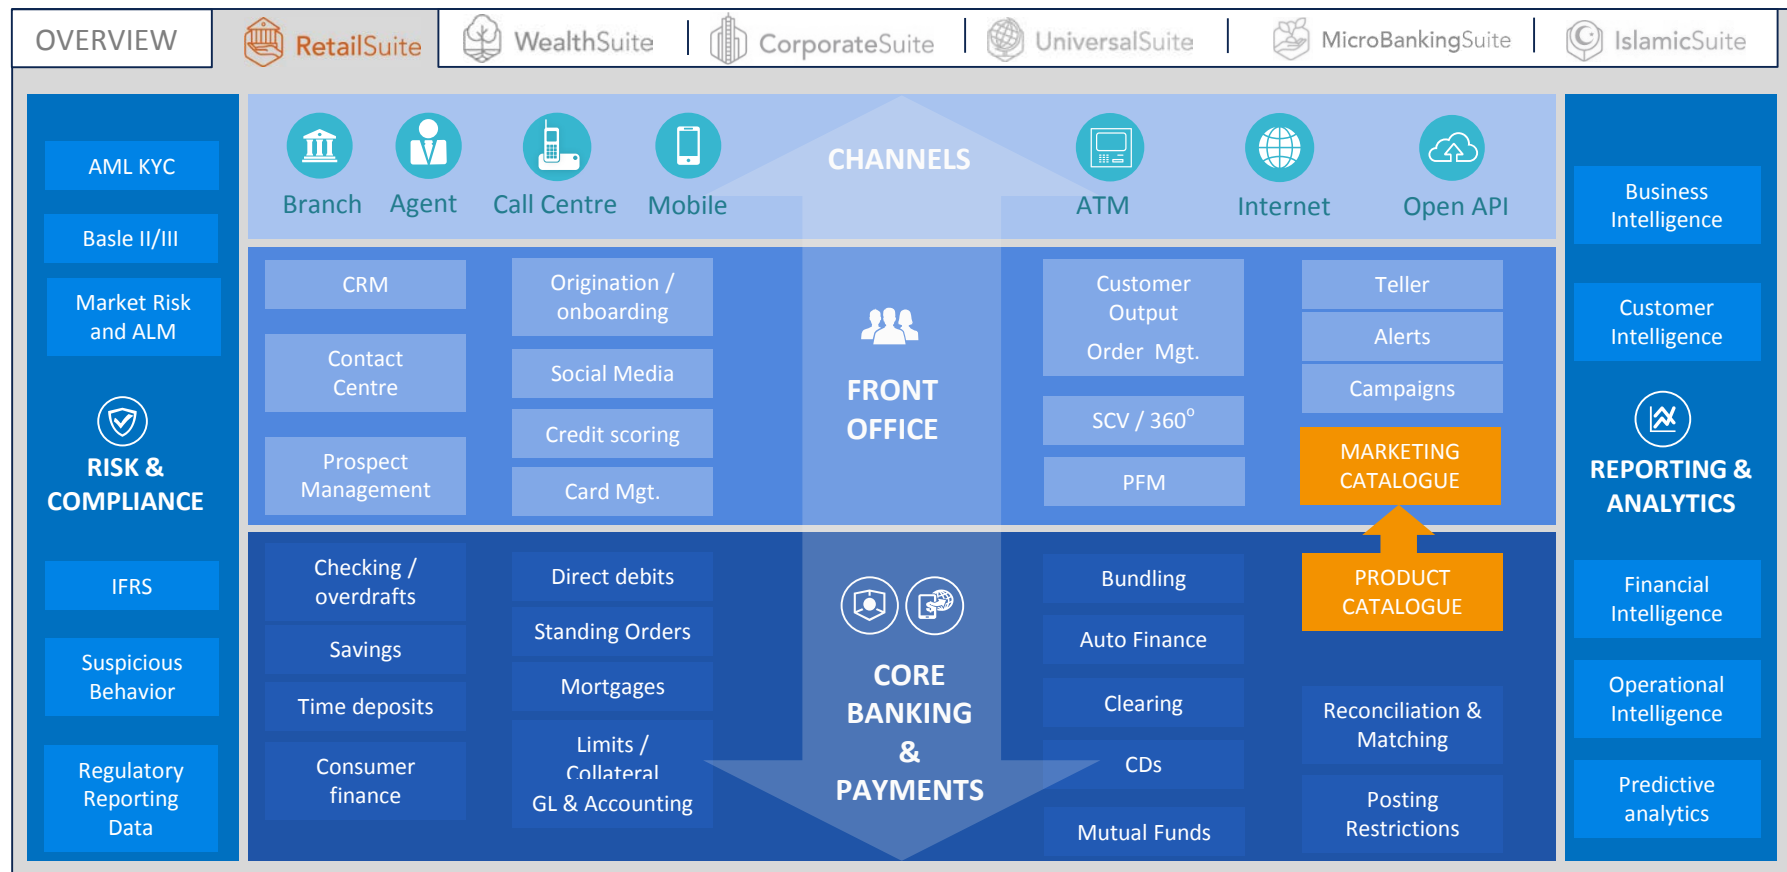 OVERVIEW
RetailSuite
WealthSuite
CorporateSuite
UniversalSuite
MicroBankingSuite
IslamicSuite
AML KYC
Basle II/III
Market Risk
and ALM
RISK &
COMPLIANCE
IFRS
Suspicious
Behavior
Regulatory
Reporting
Data
Branch
Agent
Call Centre
Mobile
CHANNELS
ATM
Internet
Open API
CRM
Contact
Centre
Prospect
Management
Origination /
onboarding
Social Media
Credit scoring
Card Mgt.
FRONT
OFFICE
Customer
Output
Order Mgt.
SCV / 360°
PFM
Teller
Alerts
Campaigns
MARKETING
CATALOGUE
Checking /
overdrafts
Savings
Time deposits
Consumer
finance
Direct debits
Standing Orders
Mortgages
Limits /
Collateral
GL & Accounting
CORE
BANKING
&
PAYMENTS
Bundling
Auto Finance
Clearing
CDs
Mutual Funds
PRODUCT
CATALOGUE
Reconciliation &
Matching
Posting
Restrictions
Business
Intelligence
Customer
Intelligence
REPORTING &
ANALYTICS
Financial
Intelligence
Operational
Intelligence
Predictive
analytics